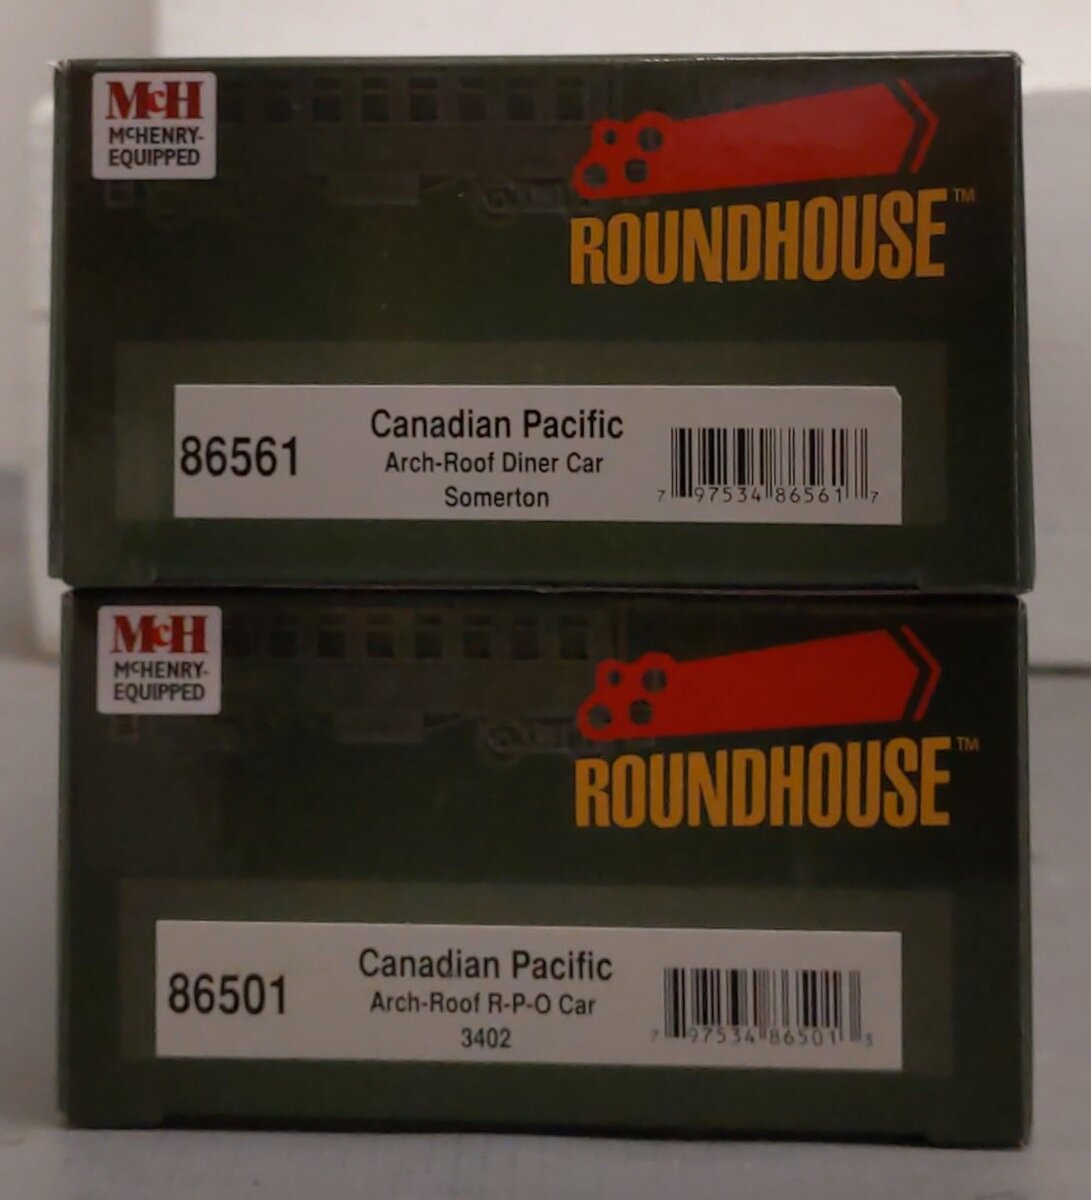 McH
McHENRY-
EQUIPPED
ROUNDHOUSE™
86561
Canadian Pacific
Arch-Roof Diner Car
Somerton
7 97534 86561 7
McH
McHENRY-
EQUIPPED
ROUNDHOUSE™
86501
Canadian Pacific
Arch-Roof R-P-O Car
3402
7 97534 86501 3